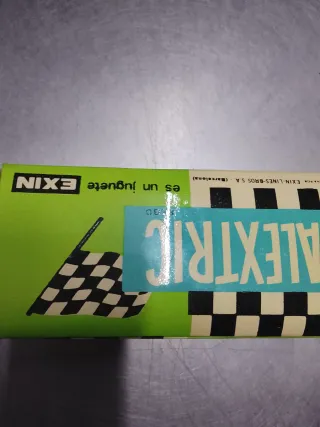 ALEXTRIC
es un juguete EXIN
EXIN-LINES-BROS S.A. (Barcelona)